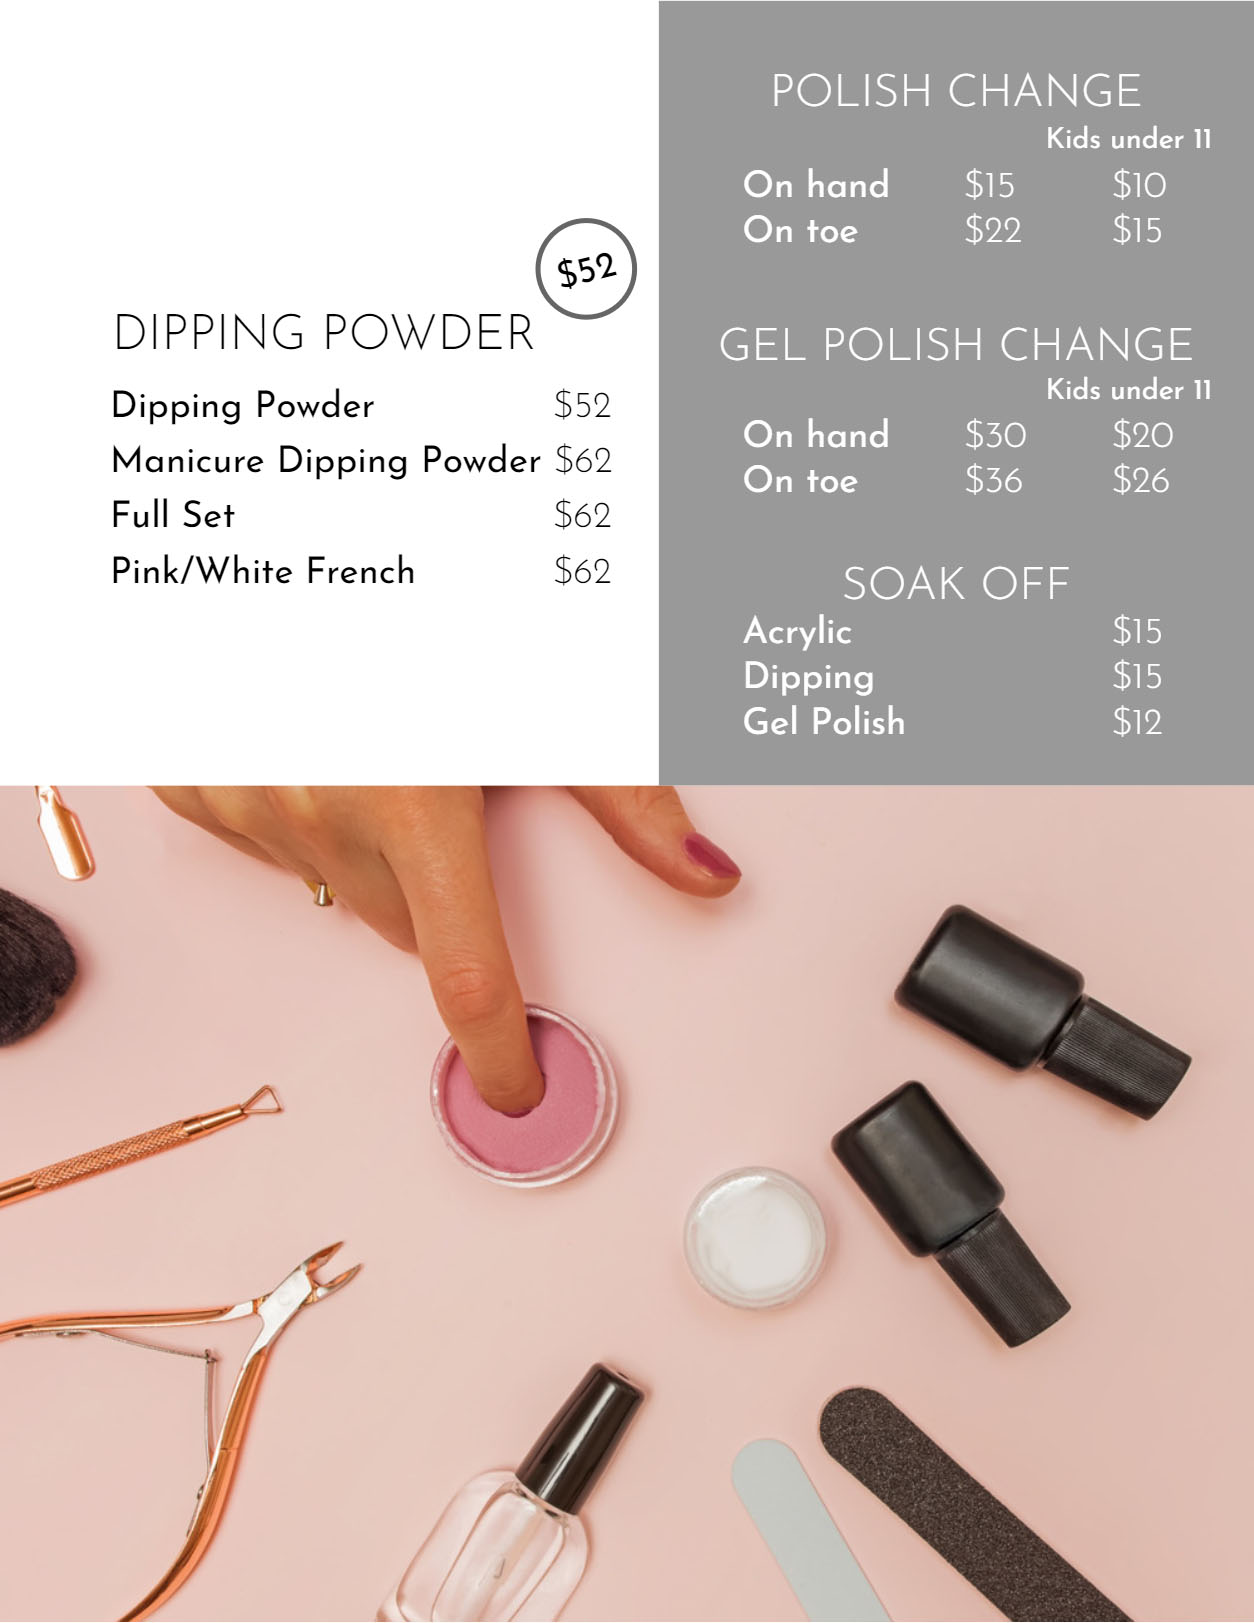 $52
DIPPING POWDER
Dipping Powder $52
Manicure Dipping Powder $62
Full Set $62
Pink/White French $62
POLISH CHANGE
Kids under 11
On hand $15 $10
On toe $22 $15
GEL POLISH CHANGE
Kids under 11
On hand $30 $20
On toe $36 $26
SOAK OFF
Acrylic $15
Dipping $15
Gel Polish $12